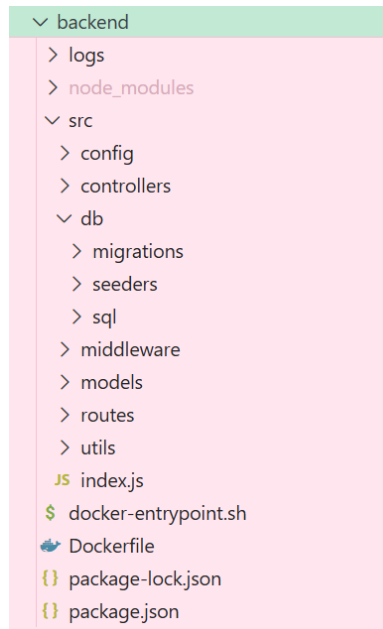 backend
logs
node_modules
src
config
controllers
db
migrations
seeders
sql
middleware
models
routes
utils
JS index.js
$ docker-entrypoint.sh
Dockerfile
{} package-lock.json
{} package.json